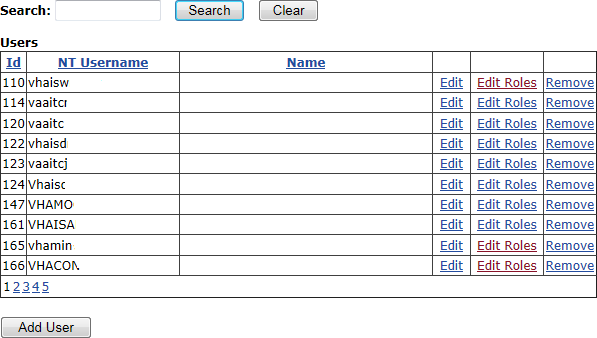 Search: Search Clear
Users
Id NT Username Name
110 vhaisw Edit Edit Roles Remove
114 vaaitcr Edit Edit Roles Remove
120 vaaitc Edit Edit Roles Remove
122 vhaisd Edit Edit Roles Remove
123 vaaitcj Edit Edit Roles Remove
124 Vhaisc Edit Edit Roles Remove
147 VHAMO Edit Edit Roles Remove
161 VHAISA Edit Edit Roles Remove
165 vhamin Edit Edit Roles Remove
166 VHACON Edit Edit Roles Remove
1 2 3 4 5
Add User